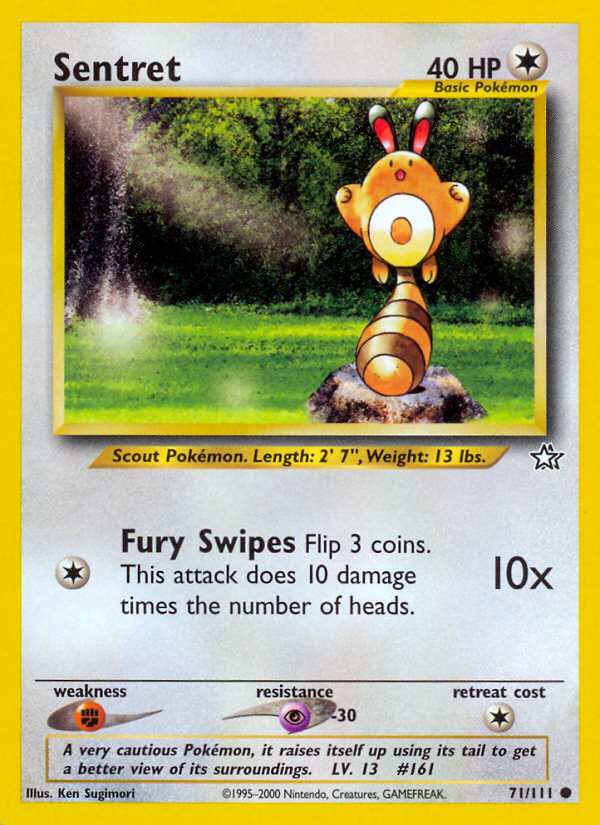 Sentret
40 HP
Basic Pokémon
Scout Pokémon. Length: 2' 7", Weight: 13 lbs.
Fury Swipes Flip 3 coins.
This attack does 10 damage
times the number of heads.
10x
weakness
resistance
retreat cost
-30
A very cautious Pokémon, it raises itself up using its tail to get
a better view of its surroundings. LV. 13 #161
Illus. Ken Sugimori
©1995-2000 Nintendo, Creatures, GAMEFREAK.
71/111